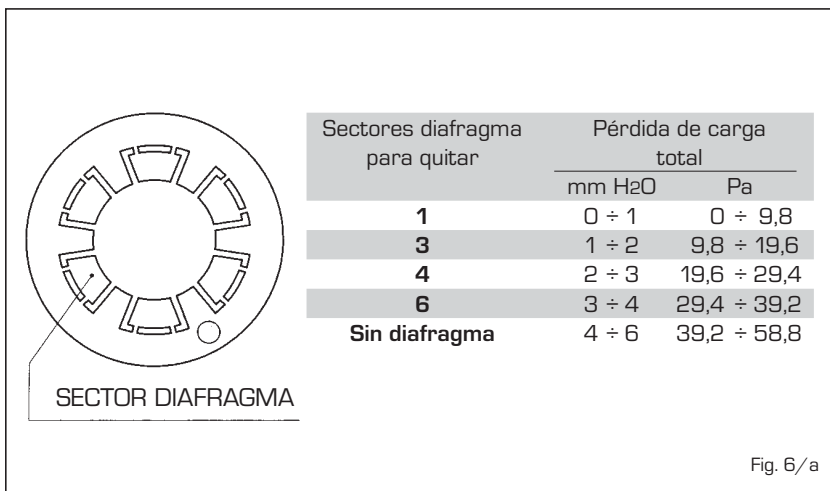 Sectores diafragma Pérdida de carga
para quitar total
mm H2O Pa
1 0 ÷ 1 0 ÷ 9,8
3 1 ÷ 2 9,8 ÷ 19,6
4 2 ÷ 3 19,6 ÷ 29,4
6 3 ÷ 4 29,4 ÷ 39,2
Sin diafragma 4 ÷ 6 39,2 ÷ 58,8
SECTOR DIAFRAGMA
Fig. 6/a